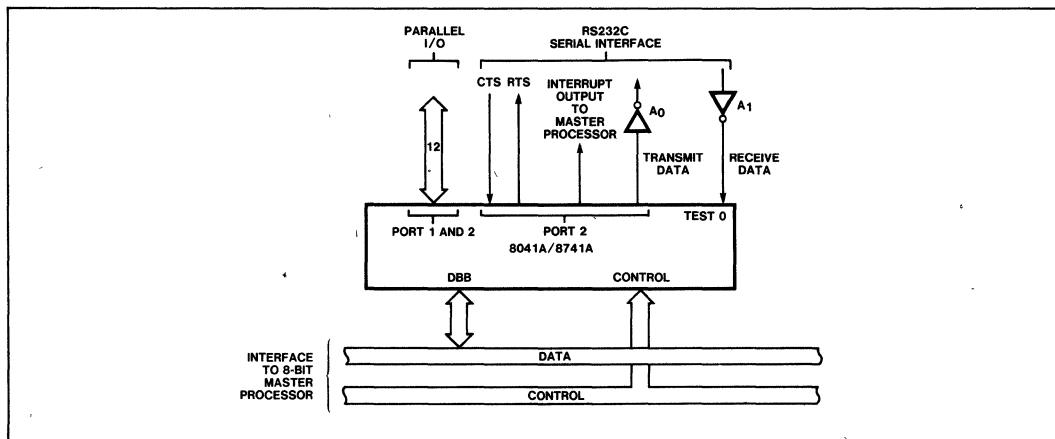 PARALLEL
I/O
RS232C
SERIAL INTERFACE
CTS RTS
INTERRUPT
OUTPUT
TO
MASTER
PROCESSOR
A0
A1
12
TRANSMIT
DATA
RECEIVE
DATA
TEST 0
PORT 1 AND 2
PORT 2
8041A/8741A
DBB
CONTROL
INTERFACE
TO 8-BIT
MASTER
PROCESSOR
DATA
CONTROL